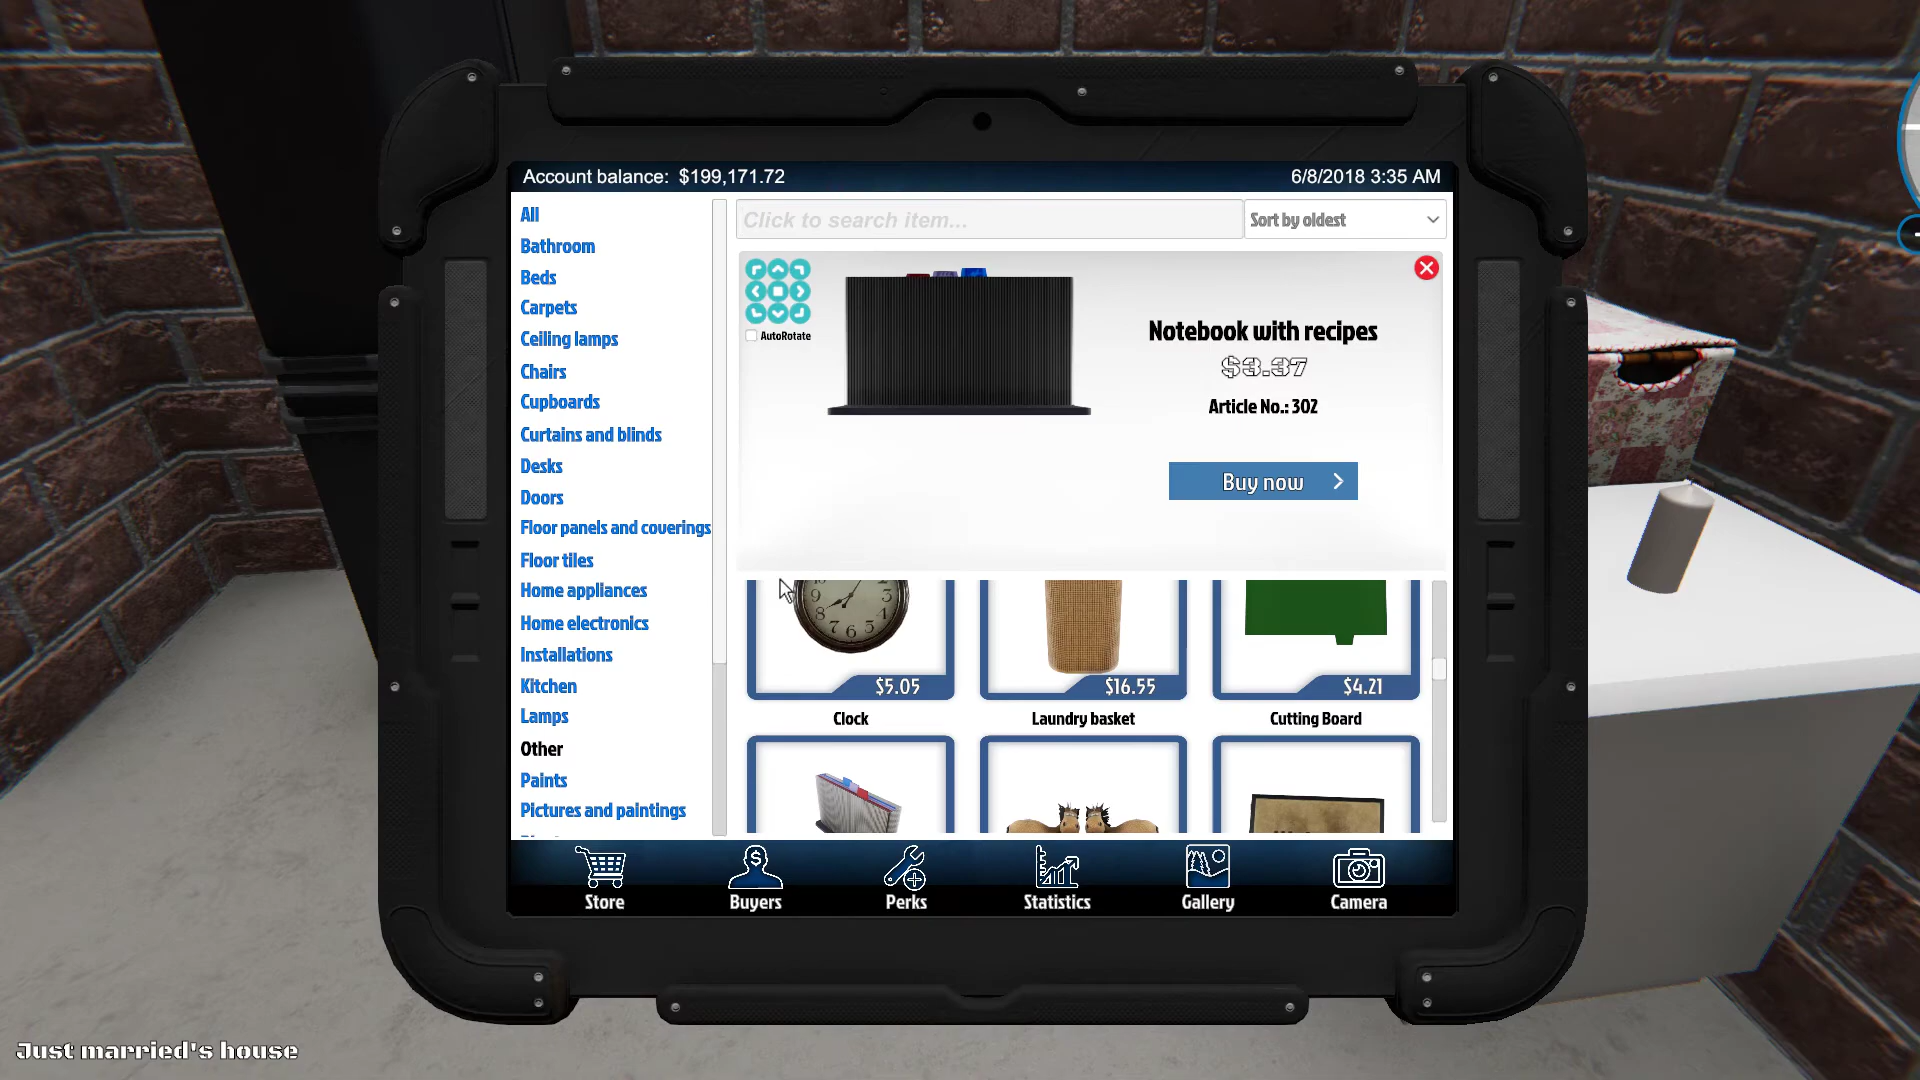 Account balance: $199,171.72
6/8/2018 3:35 AM
All
Bathroom
Beds
Carpets
Ceiling lamps
Chairs
Cupboards
Curtains and blinds
Desks
Doors
Floor panels and coverings
Floor tiles
Home appliances
Home electronics
Installations
Kitchen
Lamps
Other
Paints
Pictures and paintings
Click to search item...
Sort by oldest
AutoRotate
Notebook with recipes
$3.37
Article No.: 302
Buy now
$5.05
$16.55
$4.21
Clock
Laundry basket
Cutting Board
Store
Buyers
Perks
Statistics
Gallery
Camera
Just married's house